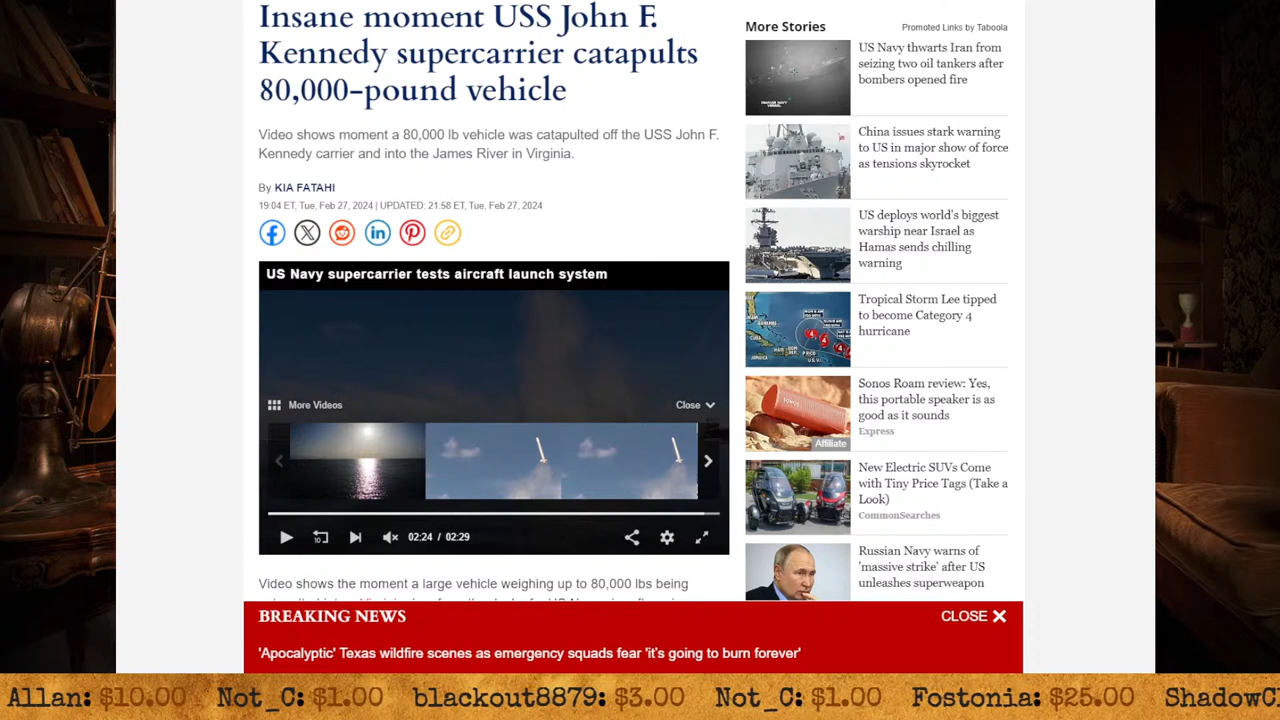 Insane moment USS John F.
Kennedy supercarrier catapults
80,000-pound vehicle
Video shows moment a 80,000 lb vehicle was catapulted off the USS John F.
Kennedy carrier and into the James River in Virginia.
By KIA FATAHI
19:04 ET, Tue, Feb 27, 2024 | UPDATED: 21:58 ET, Tue, Feb 27, 2024
US Navy supercarrier tests aircraft launch system
More Videos
Close
10
02:24 / 02:29
Video shows the moment a large vehicle weighing up to 80,000 lbs being
More Stories
Promoted Links by Taboola
US Navy thwarts Iran from
seizing two oil tankers after
bombers opened fire
China issues stark warning
to US in major show of force
as tensions skyrocket
US deploys world's biggest
warship near Israel as
Hamas sends chilling
warning
Tropical Storm Lee tipped
to become Category 4
hurricane
Sonos Roam review: Yes,
this portable speaker is as
good as it sounds
Express
Affiliate
New Electric SUVs Come
with Tiny Price Tags (Take a
Look)
CommonSearches
Russian Navy warns of
'massive strike' after US
unleashes superweapon
BREAKING NEWS
CLOSE
'Apocalyptic' Texas wildfire scenes as emergency squads fear 'it's going to burn forever'
Allan: $10.00 Not_C: $1.00 blackout8879: $3.00 Not_C: $1.00 Fostonia: $25.00